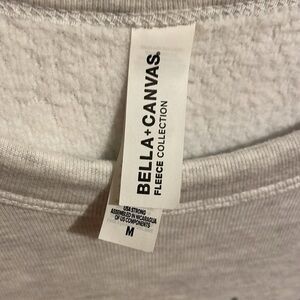 BELLA+CANVAS.
FLEECE COLLECTION
USA STRONG
ASSEMBLED IN NICARAGUA
OF US COMPONENTS
M